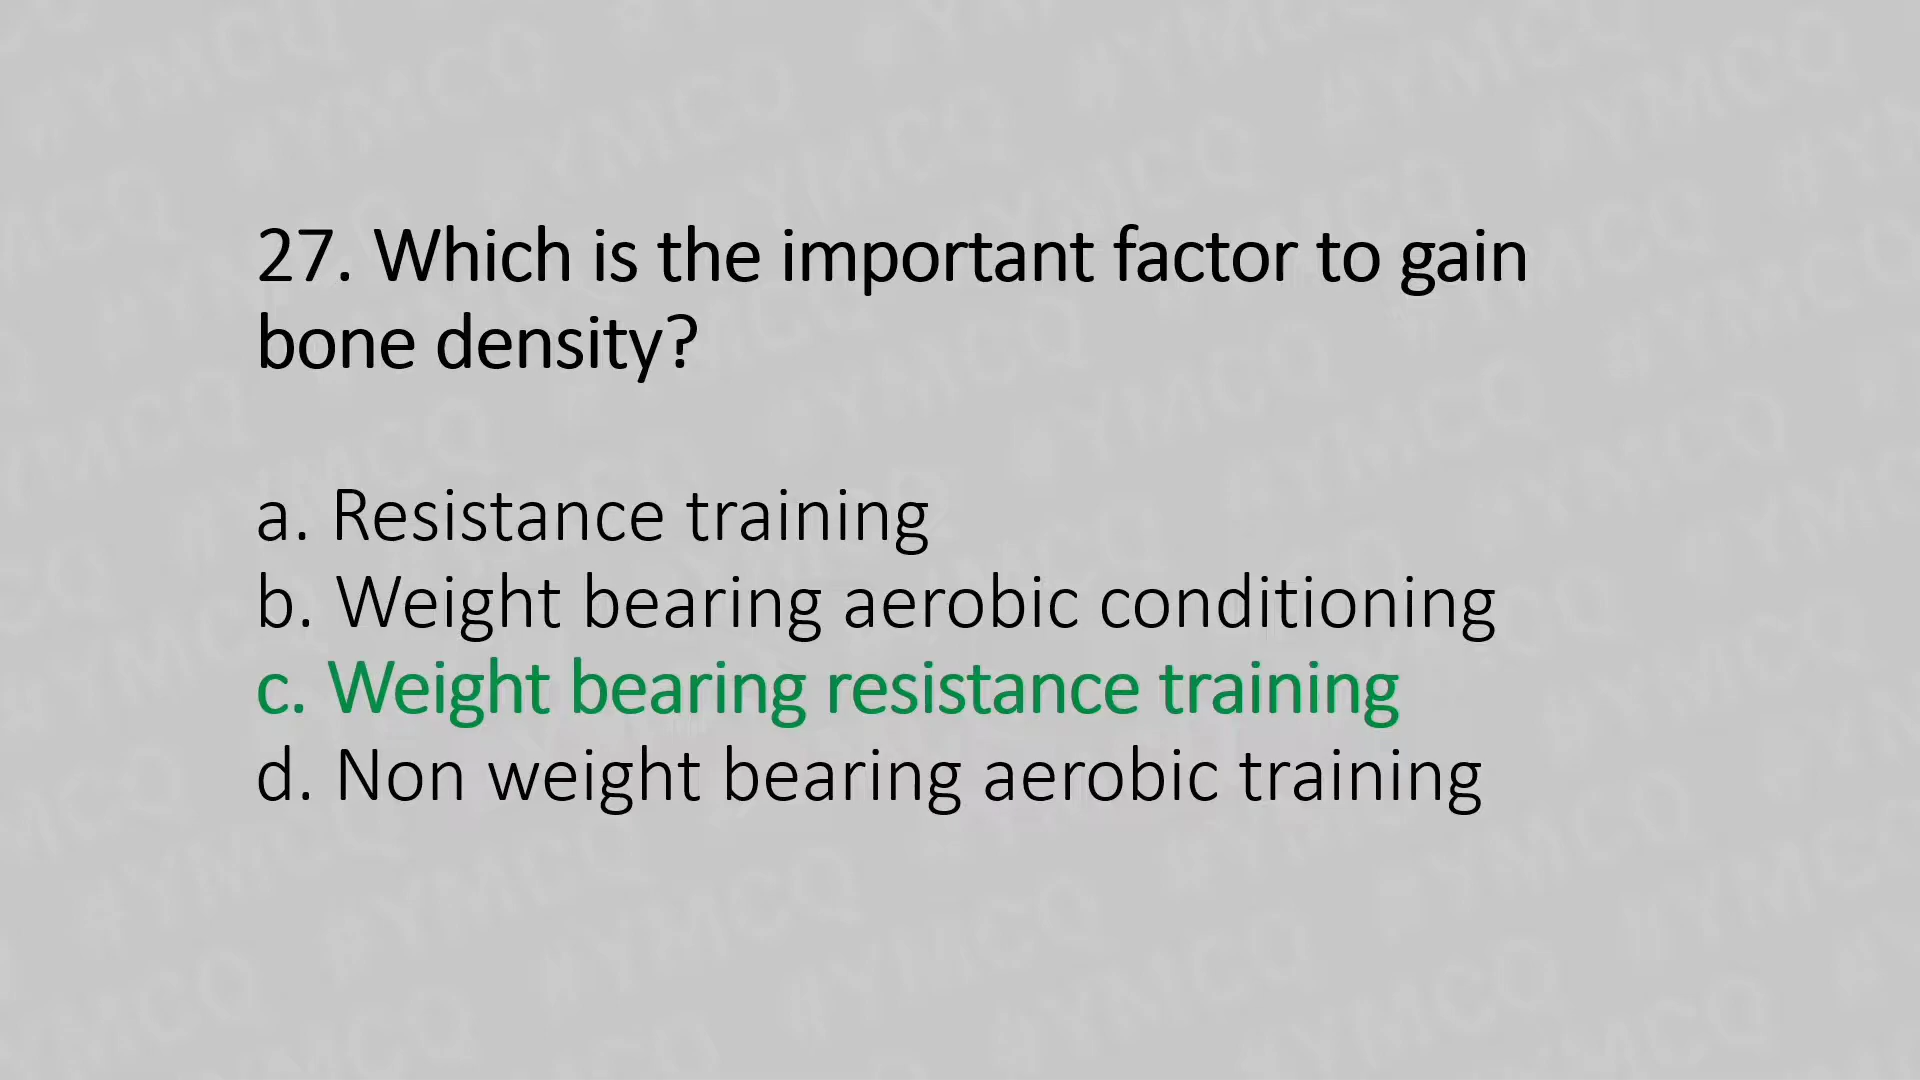 27. Which is the important factor to gain
bone density?
a. Resistance training
b. Weight bearing aerobic conditioning
c. Weight bearing resistance training
d. Non weight bearing aerobic training
#YMCQ